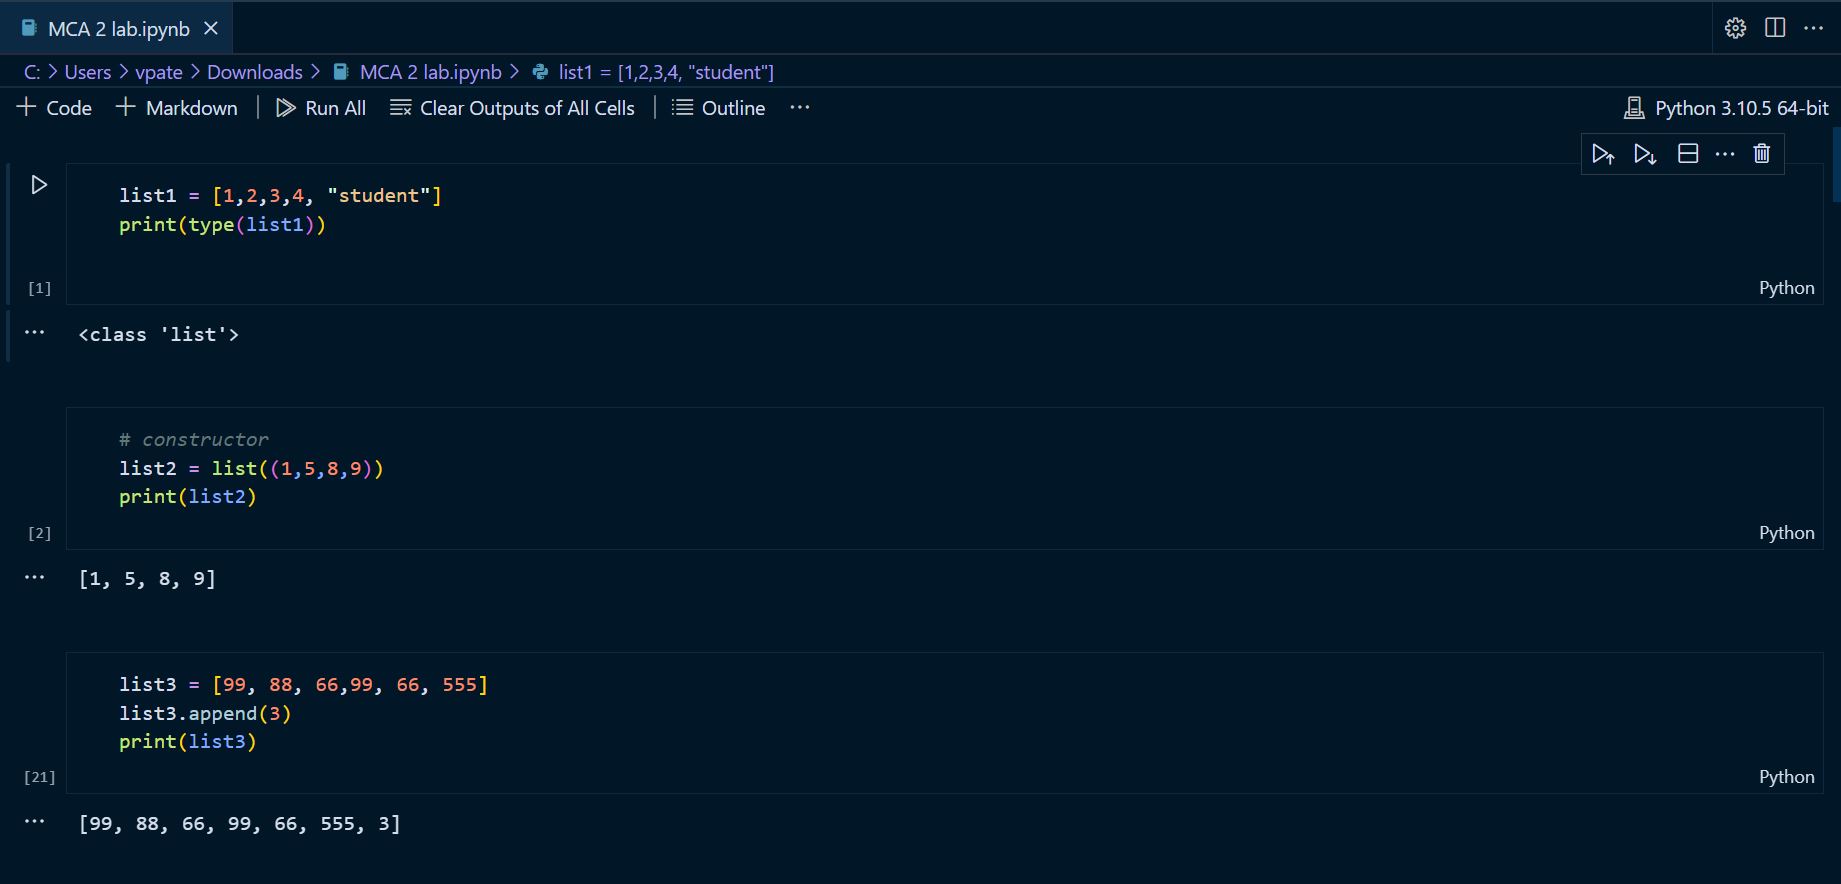 MCA 2 lab.ipynb
C: > Users > vpate > Downloads > MCA 2 lab.ipynb > list1 = [1,2,3,4, "student"]
+ Code + Markdown | Run All Clear Outputs of All Cells | Outline ... Python 3.10.5 64-bit
list1 = [1,2,3,4, "student"]
print(type(list1))
[1] Python
<class 'list'>
# constructor
list2 = list((1,5,8,9))
print(list2)
[2] Python
[1, 5, 8, 9]
list3 = [99, 88, 66,99, 66, 555]
list3.append(3)
print(list3)
[21] Python
[99, 88, 66, 99, 66, 555, 3]